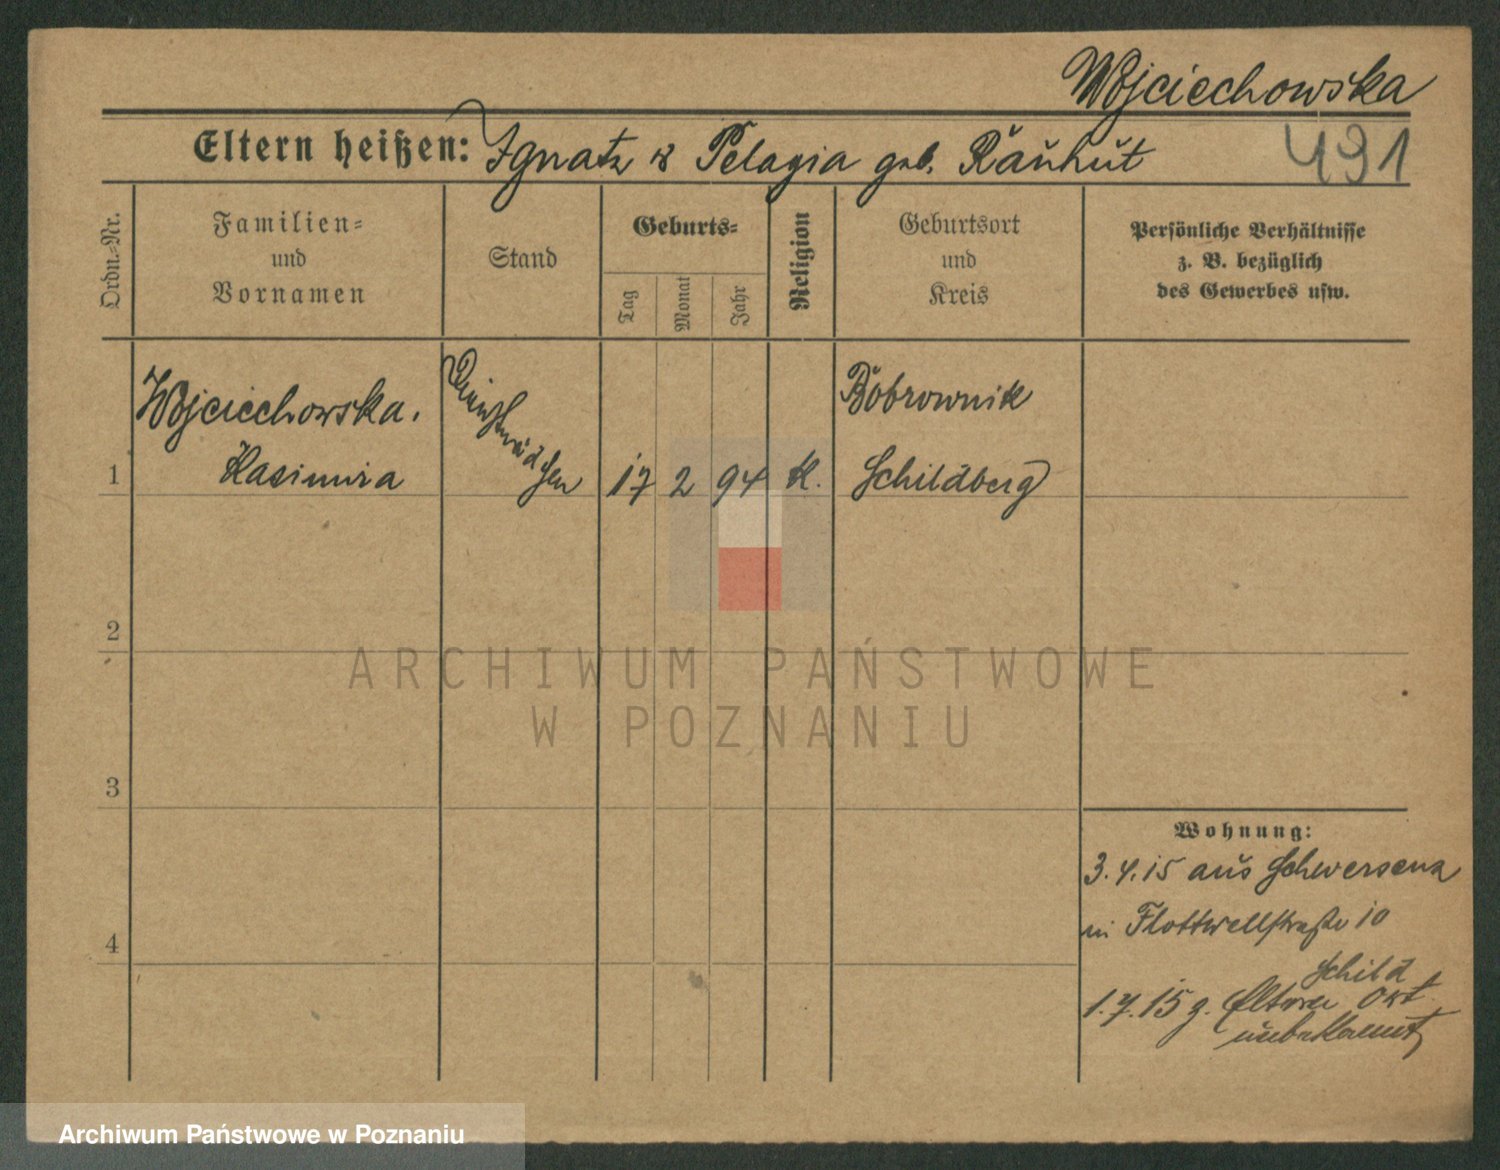 Wojciechowska
Eltern heißen: Ignatz & Pelagia geb. Rauhut
491
Ordn.-Nr.
Familien-
und
Vornamen
Stand
Geburts-
Tag
Monat
Jahr
Religion
Geburtsort
und
Kreis
Persönliche Verhältnisse
z. B. bezüglich
des Gewerbes usw.
Wojciechowska.
Kasimira
Dienstmädchen
1
17 2 94 K.
Bobrownik
Schildberg
2
ARCHIWUM PAŃSTWOWE
W POZNANIU
3
4
Wohnung:
3.4.15 aus Schwersenz
Flottwellstraße 10
Schild
1.7.15 z. Eltern Ort
unbekannt
Archiwum Państwowe w Poznaniu